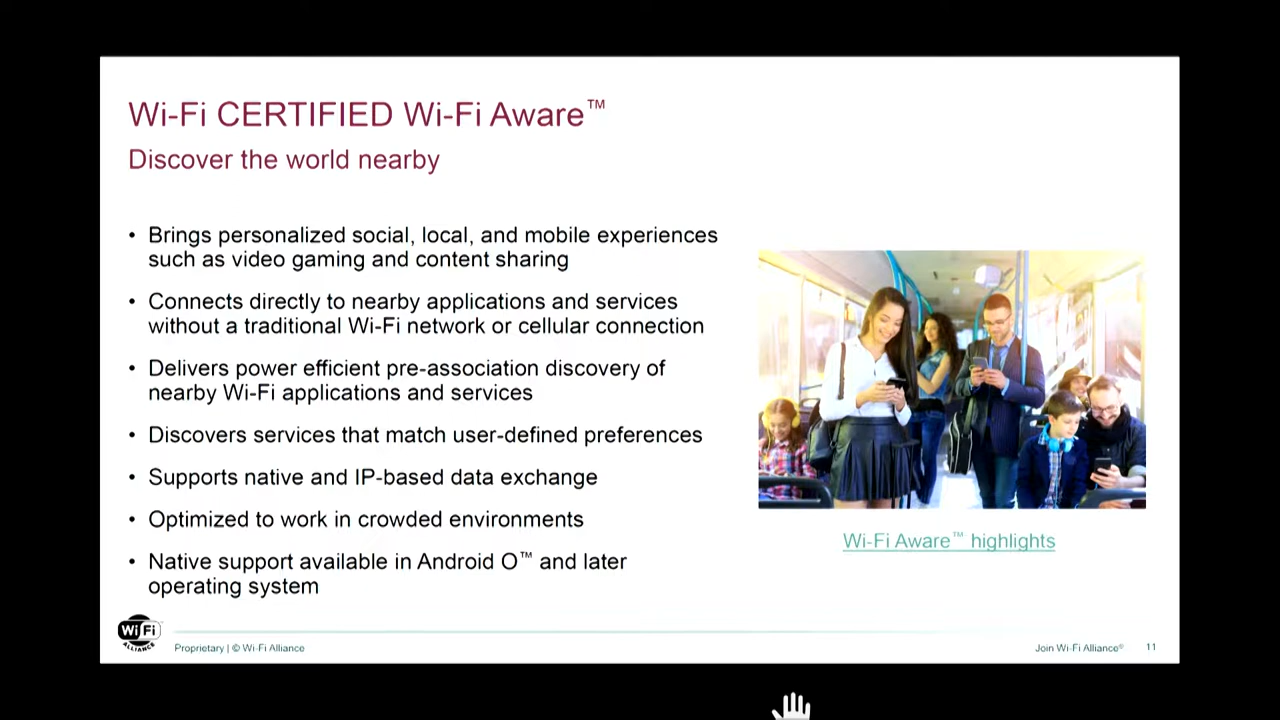 Wi-Fi CERTIFIED Wi-Fi Aware™
Discover the world nearby
• Brings personalized social, local, and mobile experiences
such as video gaming and content sharing
• Connects directly to nearby applications and services
without a traditional Wi-Fi network or cellular connection
• Delivers power efficient pre-association discovery of
nearby Wi-Fi applications and services
• Discovers services that match user-defined preferences
• Supports native and IP-based data exchange
• Optimized to work in crowded environments
• Native support available in Android O™ and later
operating system
Wi-Fi Aware™ highlights
Wi Fi
ALLIANCE
Proprietary | © Wi-Fi Alliance
Join Wi-Fi Alliance®
11